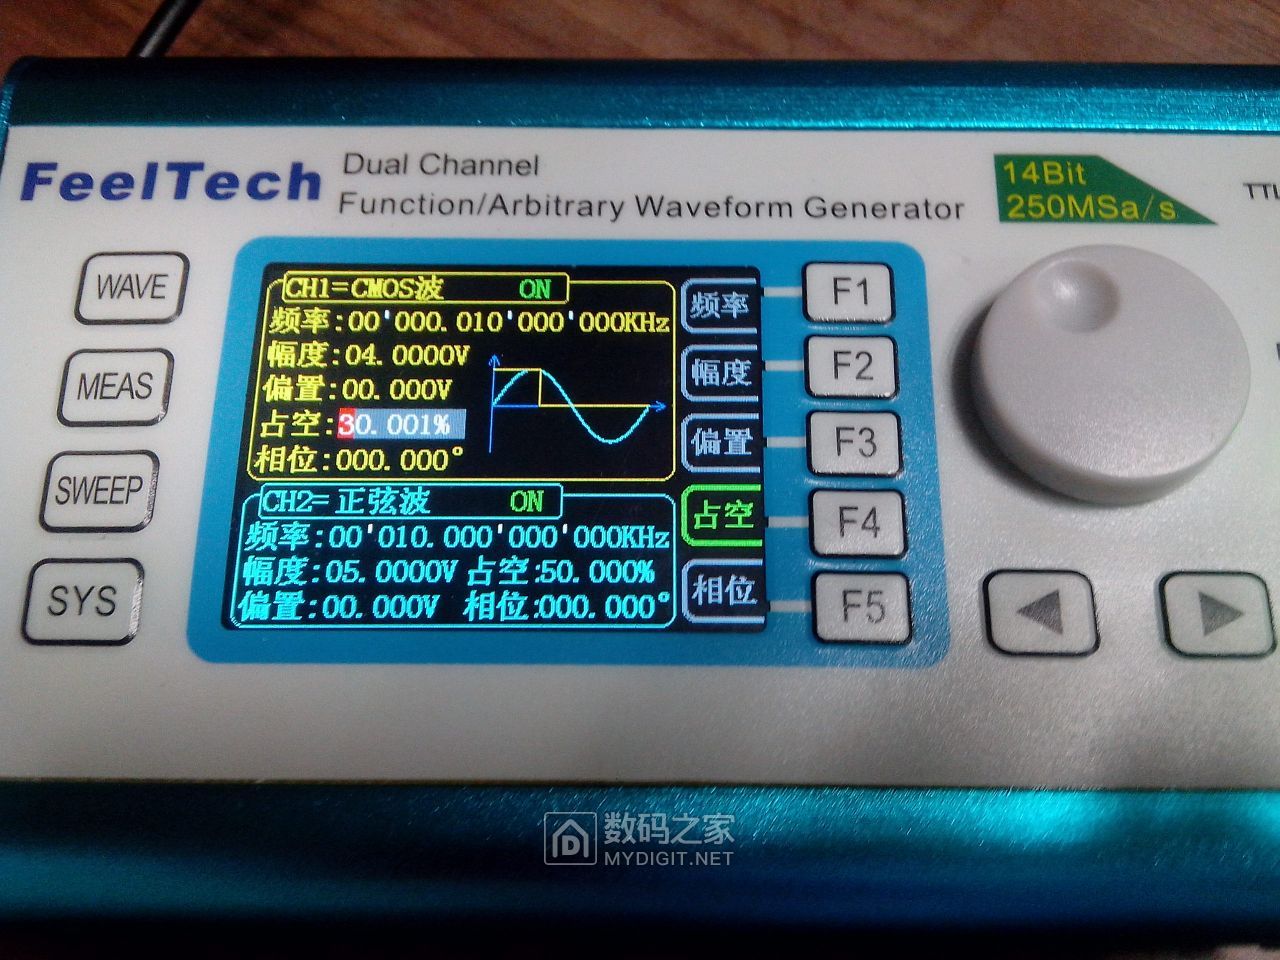 FeelTech
Dual Channel
Function/Arbitrary Waveform Generator
14Bit
250MSa/s
WAVE
MEAS
SWEEP
SYS
CH1=CMOS波 ON
频率:00'000.010'000'000KHz
幅度:04.0000V
偏置:00.000V
占空:30.001%
相位:000.000°
CH2=正弦波 ON
频率:00'010.000'000'000KHz
幅度:05.0000V 占空:50.000%
偏置:00.000V 相位:000.000°
频率
幅度
偏置
占空
相位
F1
F2
F3
F4
F5
数码之家
MYDIGIT.NET